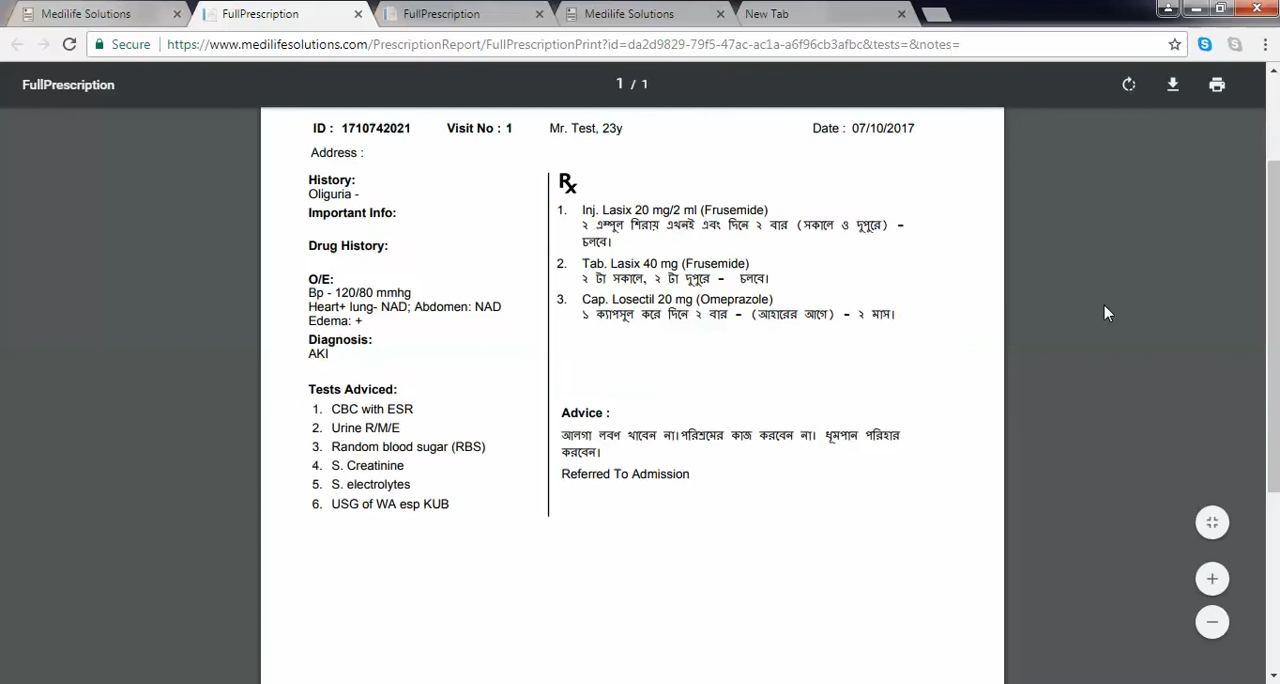 Medilife Solutions
FullPrescription
FullPrescription
Medilife Solutions
New Tab
Secure
https://www.medilifesolutions.com/PrescriptionReport/FullPrescriptionPrint?id=da2d9829-79f5-47ac-ac1a-a6f96cb3afbc&tests=&notes=
FullPrescription
1 / 1
ID : 1710742021 Visit No : 1 Mr. Test, 23y Date : 07/10/2017
Address :
History:
Oliguria -
Important Info:
Drug History:
O/E:
Bp - 120/80 mmhg
Heart+ lung- NAD; Abdomen: NAD
Edema: +
Diagnosis:
AKI
Tests Adviced:
1. CBC with ESR
2. Urine R/M/E
3. Random blood sugar (RBS)
4. S. Creatinine
5. S. electrolytes
6. USG of WA esp KUB
Rx
1. Inj. Lasix 20 mg/2 ml (Frusemide)
২ এম্পুল শিরায় এখনই এবং দিনে ২ বার (সকালে ও দুপুরে) -
চলবে।
2. Tab. Lasix 40 mg (Frusemide)
২ টা সকালে, ২ টা দুপুরে - চলবে।
3. Cap. Losectil 20 mg (Omeprazole)
১ ক্যাপসুল করে দিনে ২ বার - (আহারের আগে) - ২ মাস।
Advice :
আলগা লবণ খাবেন না।পরিশ্রমের কাজ করবেন না। ধূমপান পরিহার
করবেন।
Referred To Admission